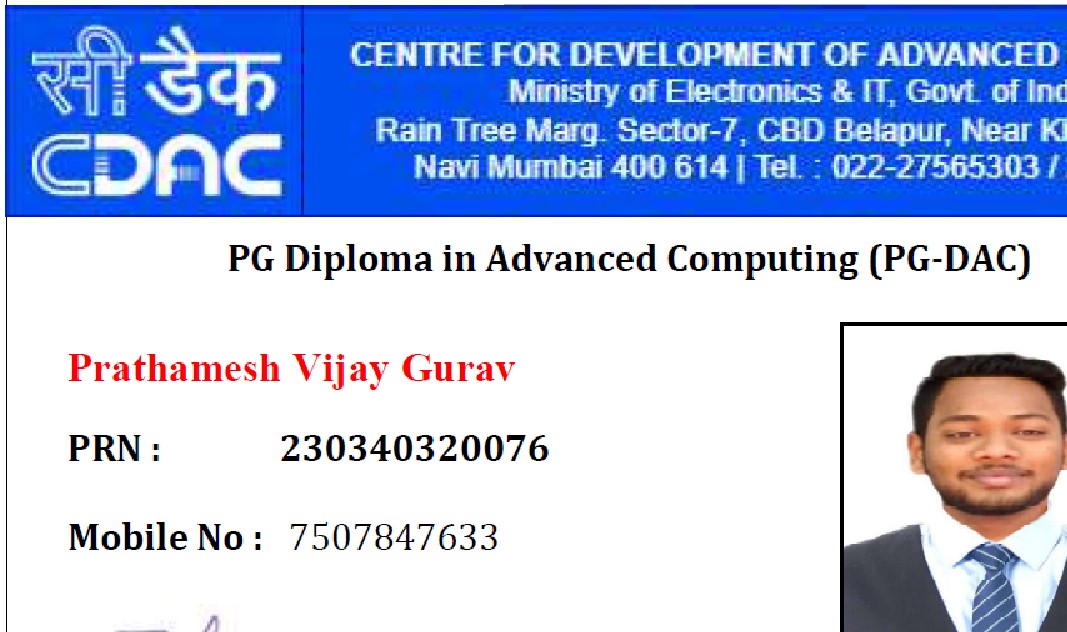 सी डैक
CDAC
CENTRE FOR DEVELOPMENT OF ADVANCED
Ministry of Electronics & IT, Govt. of
Rain Tree Marg. Sector-7, CBD Belapur, Near
Navi Mumbai 400 614 | Tel. : 022-27565303 /
PG Diploma in Advanced Computing (PG-DAC)
Prathamesh Vijay Gurav
PRN : 230340320076
Mobile No : 7507847633